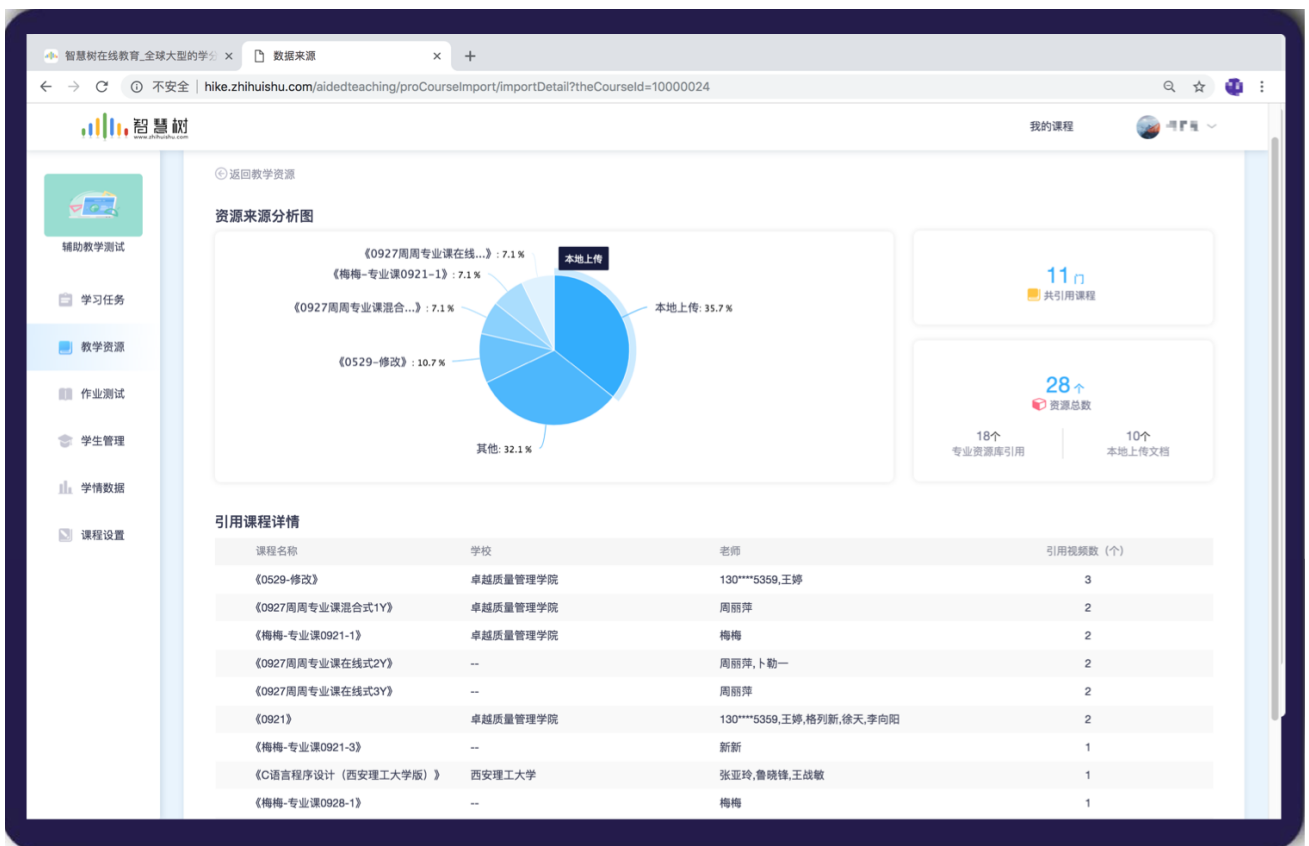 智慧树在线教育_全球大型的学分 × 数据来源 × +
不安全 | hike.zhihuishu.com/aidedteaching/proCourseImport/importDetail?theCourseId=10000024
智慧树 我的课程
www.zhihuishu.com
返回教学资源
资源来源分析图
辅助教学测试
学习任务
教学资源
作业测试
学生管理
学情数据
课程设置
《0927周周专业课在线...》: 7.1 %
本地上传
《梅梅-专业课0921-1》: 7.1 %
《0927周周专业课混合...》: 7.1 %
本地上传: 35.7 %
《0529-修改》: 10.7 %
其他: 32.1 %
11 门
共引用课程
28 个
资源总数
18个 10个
专业资源库引用 本地上传文档
引用课程详情
课程名称 学校 老师 引用视频数（个）
《0529-修改》 卓越质量管理学院 130****5359,王婷 3
《0927周周专业课混合式1Y》 卓越质量管理学院 周丽萍 2
《梅梅-专业课0921-1》 卓越质量管理学院 梅梅 2
《0927周周专业课在线式2Y》 -- 周丽萍,卜勒一 2
《0927周周专业课在线式3Y》 -- 周丽萍 2
《0921》 卓越质量管理学院 130****5359,王婷,格列新,徐天,李向阳 2
《梅梅-专业课0921-3》 -- 新新 1
《C语言程序设计（西安理工大学版）》 西安理工大学 张亚玲,鲁晓锋,王战敏 1
《梅梅-专业课0928-1》 -- 梅梅 1